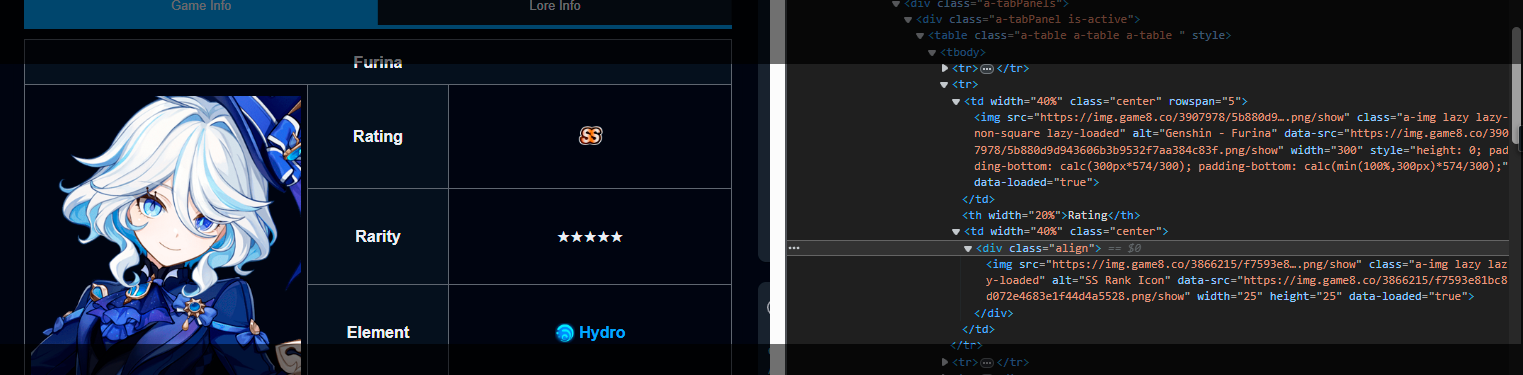 Game Info
Lore Info
Furina
Rating
SS
Rarity
★★★★★
Element
Hydro
<div class="a-tabPanels">
<div class="a-tabPanel is-active">
<table class="a-table a-table a-table " style>
<tbody>
<tr>…</tr>
<tr>
<td width="40%" class="center" rowspan="5">
<img src="https://img.game8.co/3907978/5b880d9….png/show" class="a-img lazy lazy-
non-square lazy-loaded" alt="Genshin - Furina" data-src="https://img.game8.co/390
7978/5b880d9d943606b3b9532f7aa384c83f.png/show" width="300" style="height: 0; pad
ding-bottom: calc(300px*574/300); padding-bottom: calc(min(100%,300px)*574/300);"
data-loaded="true">
</td>
<th width="20%">Rating</th>
<td width="40%" class="center">
<div class="align"> == $0
<img src="https://img.game8.co/3866215/f7593e8….png/show" class="a-img lazy laz
y-loaded" alt="SS Rank Icon" data-src="https://img.game8.co/3866215/f7593e81bc8
d072e4683e1f44d4a5528.png/show" width="25" height="25" data-loaded="true">
</div>
</td>
</tr>
<tr>…</tr>